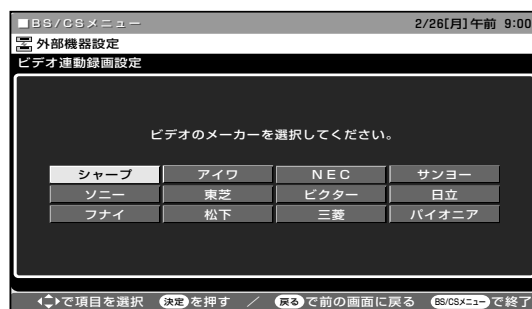 ■BS/CSメニュー 2/26[月]午前 9:00
外部機器設定
ビデオ連動録画設定
ビデオのメーカーを選択してください。
シャープ アイワ NEC サンヨー
ソニー 東芝 ビクター 日立
フナイ 松下 三菱 パイオニア
で項目を選択 決定を押す / 戻るで前の画面に戻る BS/CSメニューで終了